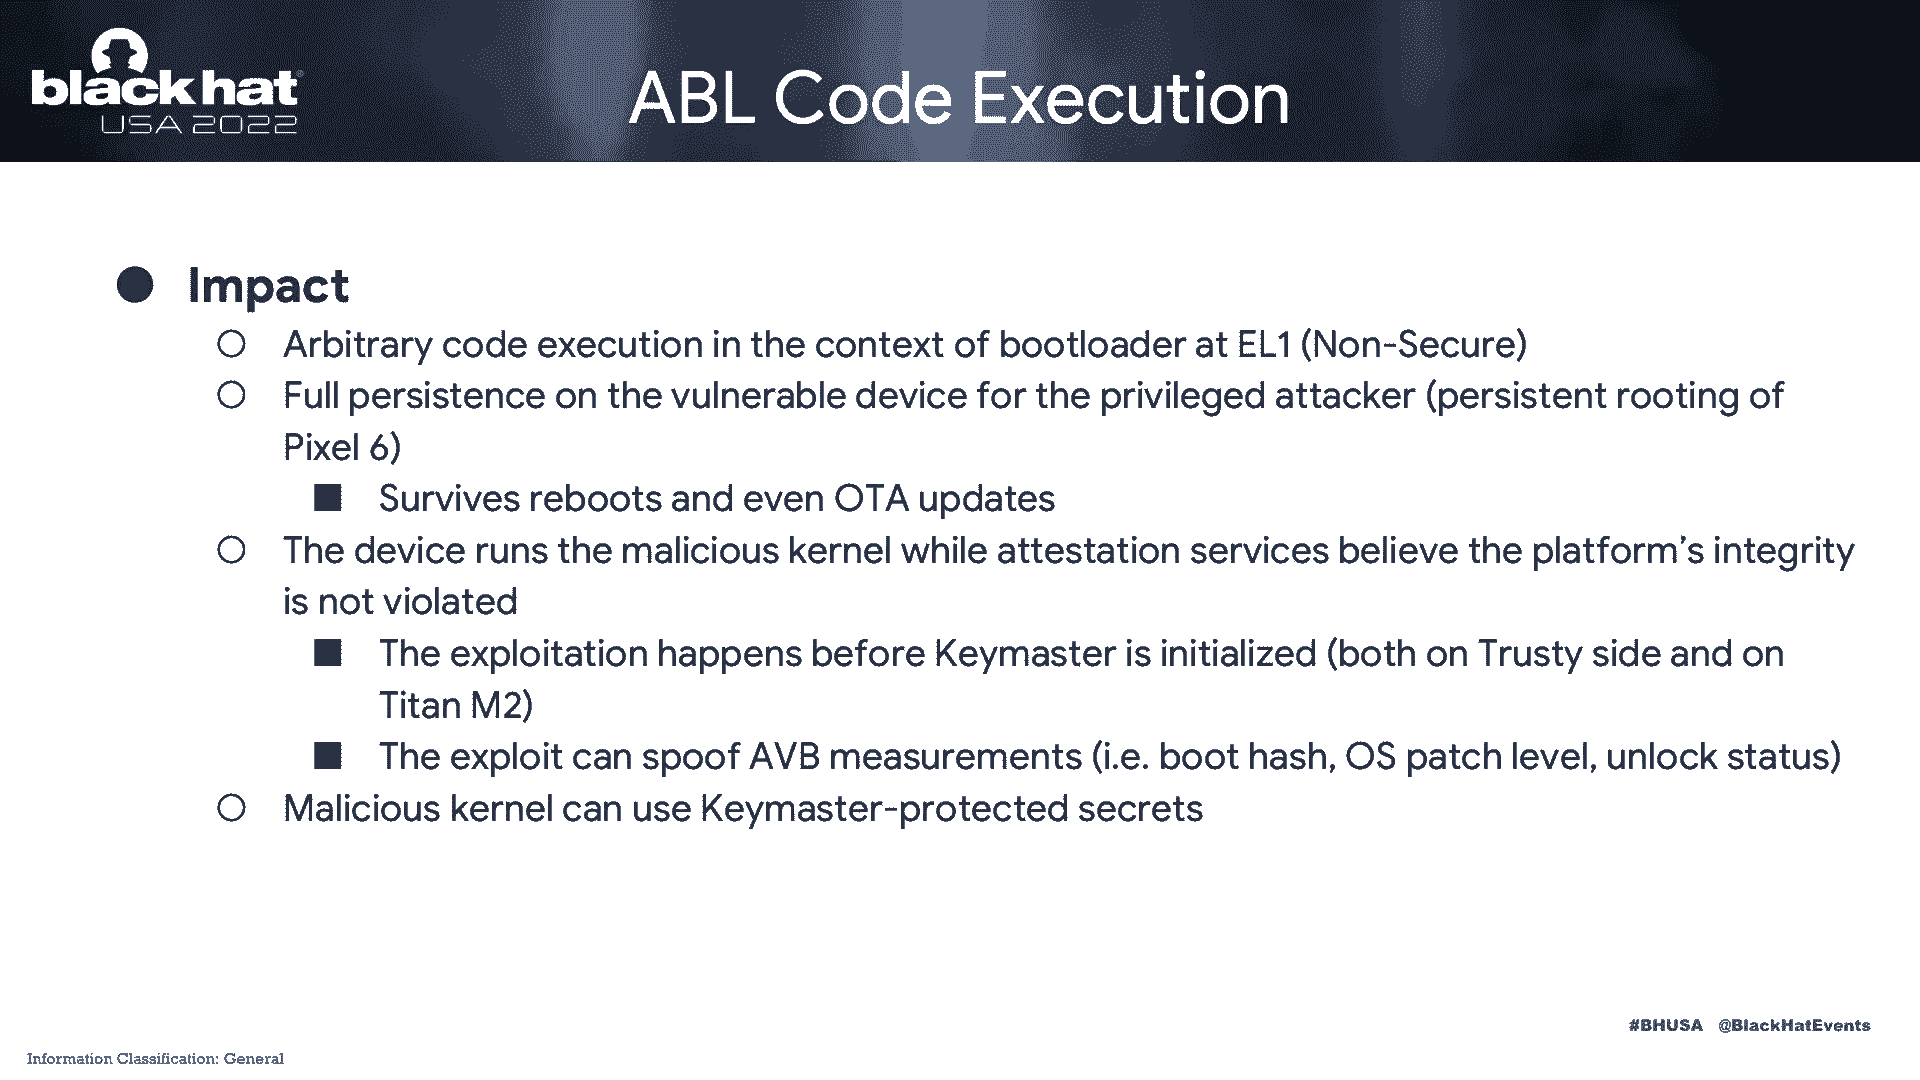 blackhat®
USA 2022
ABL Code Execution
● Impact
○ Arbitrary code execution in the context of bootloader at EL1 (Non-Secure)
○ Full persistence on the vulnerable device for the privileged attacker (persistent rooting of
Pixel 6)
■ Survives reboots and even OTA updates
○ The device runs the malicious kernel while attestation services believe the platform’s integrity
is not violated
■ The exploitation happens before Keymaster is initialized (both on Trusty side and on
Titan M2)
■ The exploit can spoof AVB measurements (i.e. boot hash, OS patch level, unlock status)
○ Malicious kernel can use Keymaster-protected secrets
#BHUSA @BlackHatEvents
Information Classification: General